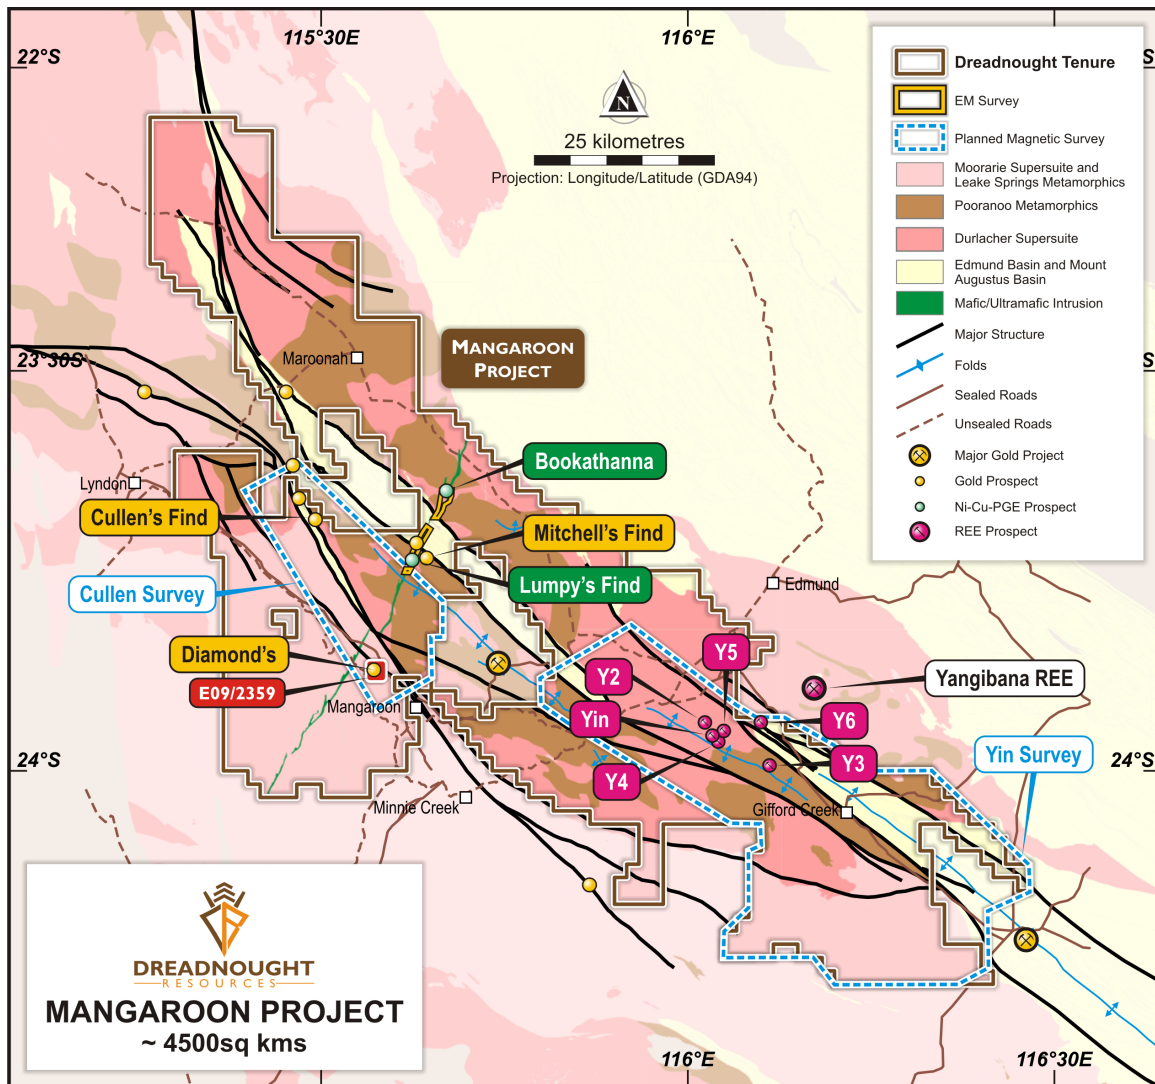 115°30E
116°E
22°S
S
Dreadnought Tenure
EM Survey
Planned Magnetic Survey
Moorarie Supersuite and
Leake Springs Metamorphics
Pooranoo Metamorphics
Durlacher Supersuite
Edmund Basin and Mount
Augustus Basin
Mafic/Ultramafic Intrusion
Major Structure
Folds
Sealed Roads
Unsealed Roads
Major Gold Project
Gold Prospect
Ni-Cu-PGE Prospect
REE Prospect
N
25 kilometres
Projection: Longitude/Latitude (GDA94)
23°30S
S
Maroonah
MANGAROON
PROJECT
Lyndon
Bookathanna
Cullen's Find
Mitchell's Find
Cullen Survey
Lumpy's Find
Edmund
Diamond's
E09/2359
Mangaroon
Y5
Y2
Yangibana REE
Yin
Y6
Y4
Y3
Yin Survey
24°S
24°S
Minnie Creek
Gifford Creek
DREADNOUGHT
RESOURCES
MANGAROON PROJECT
~ 4500sq kms
116°E
116°30E